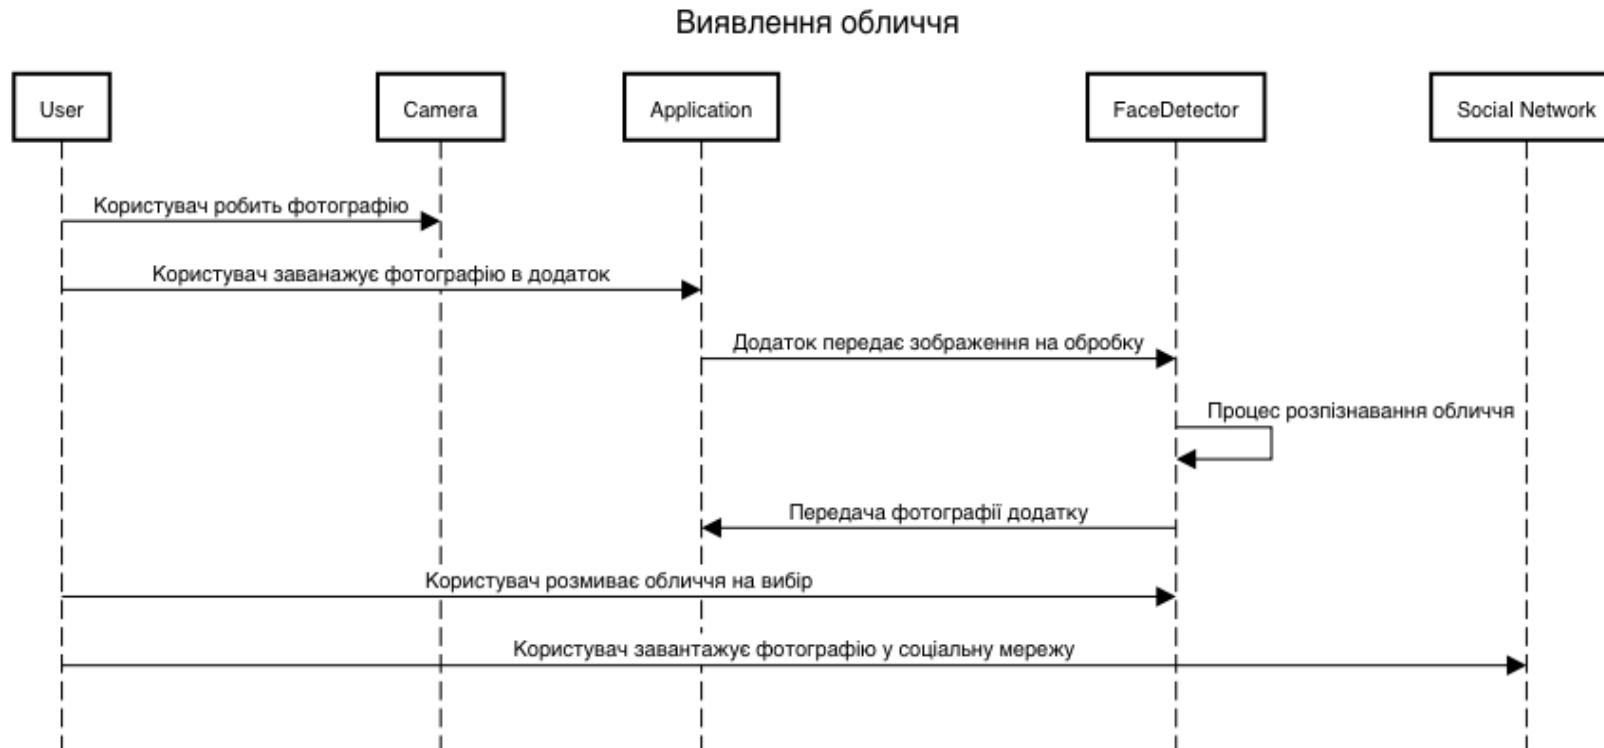 Виявлення обличчя
User
Camera
Application
FaceDetector
Social Network
Користувач робить фотографію
Користувач заванажує фотографію в додаток
Додаток передає зображення на обробку
Процес розпізнавання обличчя
Передача фотографії додатку
Користувач розмиває обличчя на вибір
Користувач завантажує фотографію у соціальну мережу